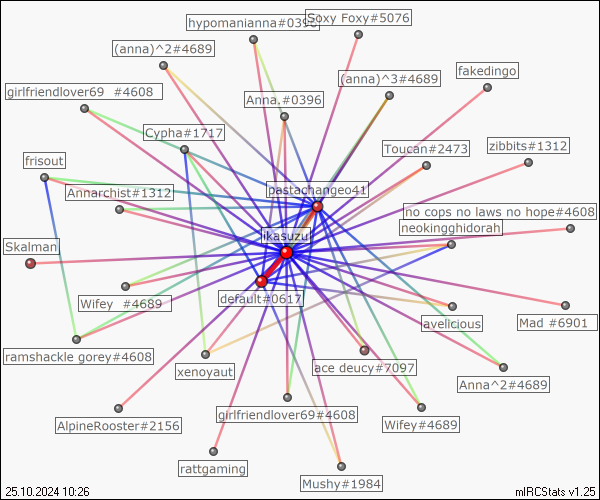 hypomanianna#0396
Soxy Foxy#5076
(anna)^2#4689
girlfriendlover69 #4608
(anna)^3#4689
fakedingo
Anna,#0396
Cypha#1717
Toucan#2473
zibbits#1312
frisout
Annarchist#1312
pastachangeo41
no cops no laws no hope#4608
neokingghidorah
ikasuzu
Skalman
default#0617
Wifey #4689
avelicious
Mad #6901
ramshackle gorey#4608
xenoyaut
ace deucy#7097
Anna^2#4689
AlpineRooster#2156
girlfriendlover69#4608
Wifey#4689
rattgaming
Mushy#1984
25.10.2024 10:26
mIRCStats v1.25